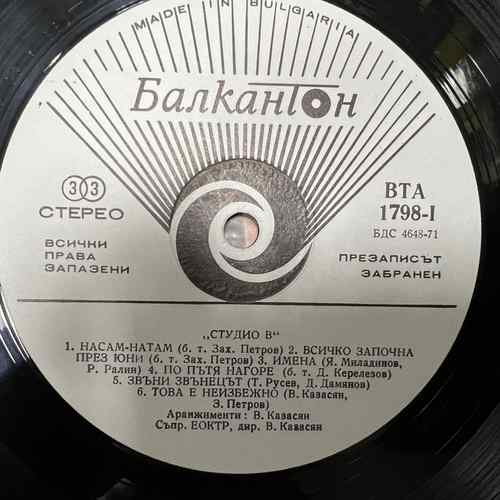 MADE IN BULGARIA
Балкантон
33
СТЕРЕО
ВСИЧКИ
ПРАВА
ЗАПАЗЕНИ
ВТА
1798-I
БДС 4648-71
ПРЕЗАПИСЪТ
ЗАБРАНЕН
„СТУДИО В“
1. НАСАМ-НАТАМ (б. т. Зах. Петров) 2. ВСИЧКО ЗАПОЧНА
ПРЕЗ ЮНИ (б. т. Зах. Петров) 3. ИМЕНА (Я. Миладинов,
Р. Ралин) 4. ПО ПЪТЯ НАГОРЕ (б. т. Д. Керелезов)
5. ЗВЪНИ ЗВЪНЕЦЪТ (Т. Русев, Д. Дамянов)
6. ТОВА Е НЕИЗБЕЖНО (В. Казасян,
З. Петров)
Аранжименти : В. Казасян
Съпр. ЕОКТР, дир. В. Казасян